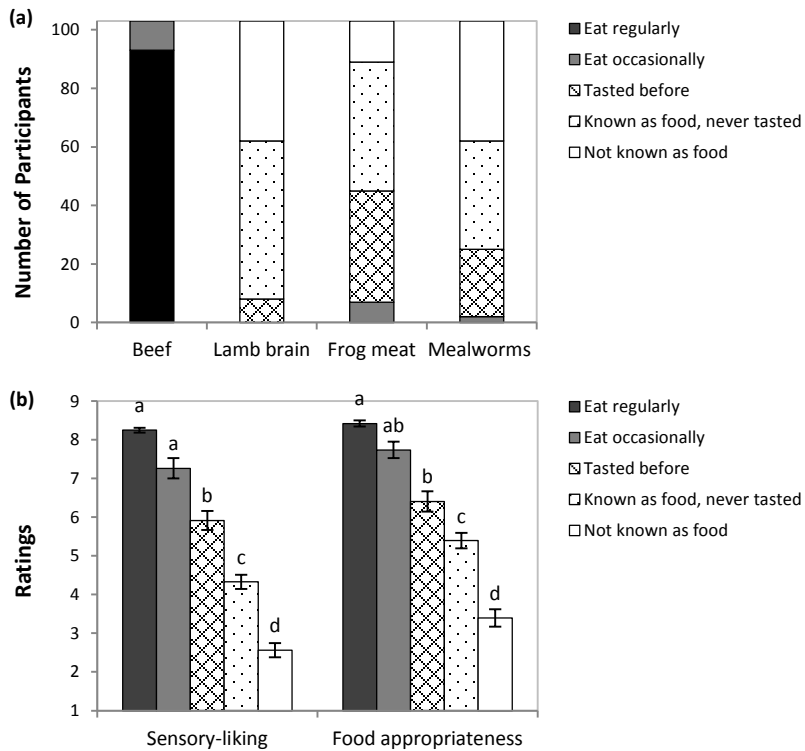 (a)
Number of Participants
100
80
60
40
20
0
Beef
Lamb brain
Frog meat
Mealworms
Eat regularly
Eat occasionally
Tasted before
Known as food, never tasted
Not known as food
(b)
Ratings
9
8
7
6
5
4
3
2
1
a
a
b
c
d
a
ab
b
c
d
Sensory-liking
Food appropriateness
Eat regularly
Eat occasionally
Tasted before
Known as food, never tasted
Not known as food